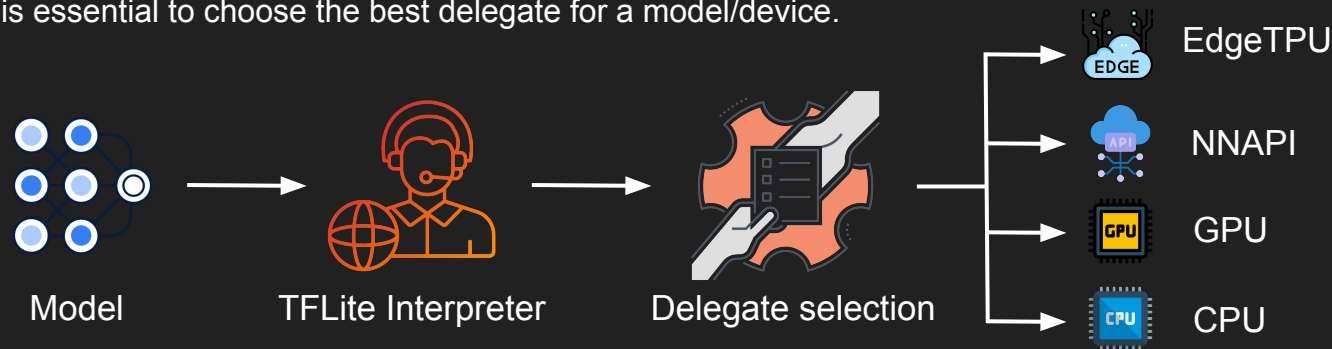 is essential to choose the best delegate for a model/device.
EDGE
EdgeTPU
API
NNAPI
GPU
GPU
CPU
CPU
Model
TFLite Interpreter
Delegate selection